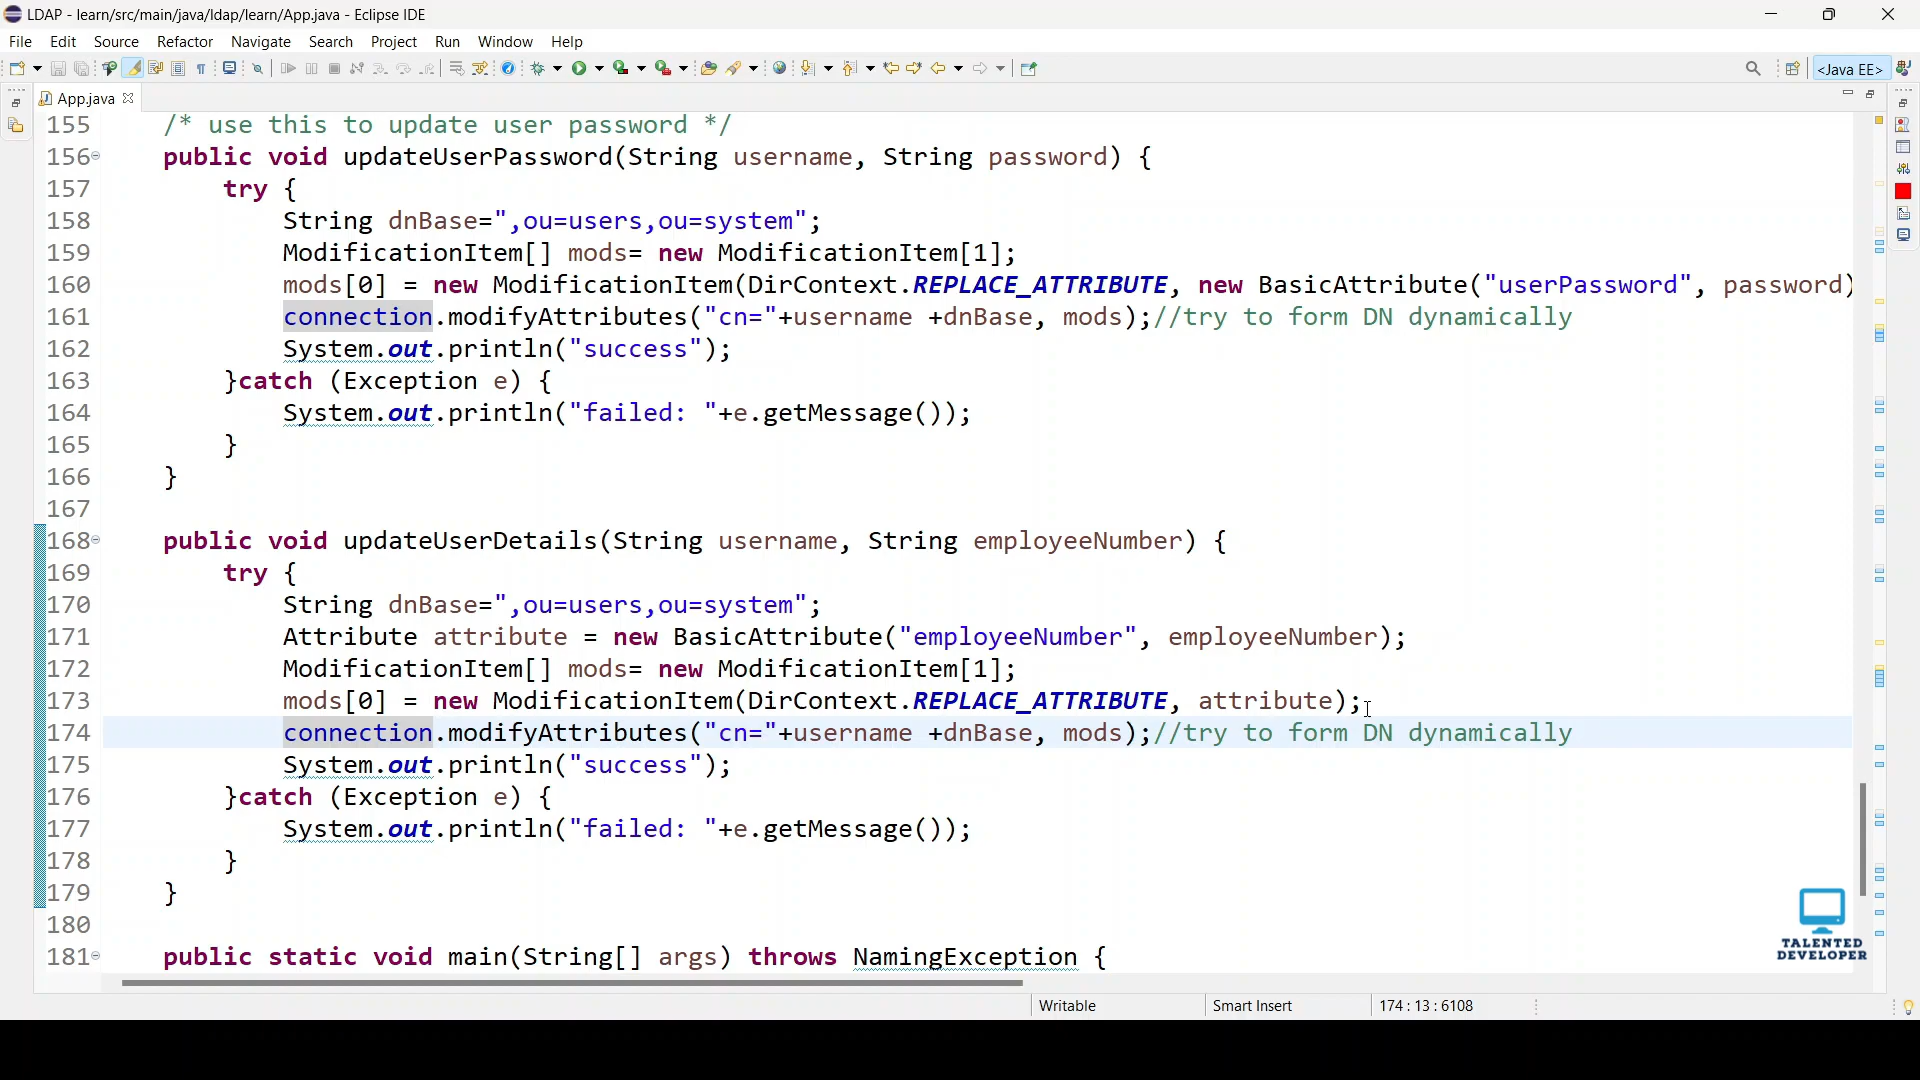 LDAP - learn/src/main/java/ldap/learn/App.java - Eclipse IDE
File Edit Source Refactor Navigate Search Project Run Window Help
<Java EE>
App.java
155 /* use this to update user password */
156 public void updateUserPassword(String username, String password) {
157 try {
158 String dnBase=",ou=users,ou=system";
159 ModificationItem[] mods= new ModificationItem[1];
160 mods[0] = new ModificationItem(DirContext.REPLACE_ATTRIBUTE, new BasicAttribute("userPassword", password)
161 connection.modifyAttributes("cn="+username +dnBase, mods);//try to form DN dynamically
162 System.out.println("success");
163 }catch (Exception e) {
164 System.out.println("failed: "+e.getMessage());
165 }
166 }
167
168 public void updateUserDetails(String username, String employeeNumber) {
169 try {
170 String dnBase=",ou=users,ou=system";
171 Attribute attribute = new BasicAttribute("employeeNumber", employeeNumber);
172 ModificationItem[] mods= new ModificationItem[1];
173 mods[0] = new ModificationItem(DirContext.REPLACE_ATTRIBUTE, attribute);
174 connection.modifyAttributes("cn="+username +dnBase, mods);//try to form DN dynamically
175 System.out.println("success");
176 }catch (Exception e) {
177 System.out.println("failed: "+e.getMessage());
178 }
179 }
180
181 public static void main(String[] args) throws NamingException {
TALENTED
DEVELOPER
Writable Smart Insert 174 : 13 : 6108